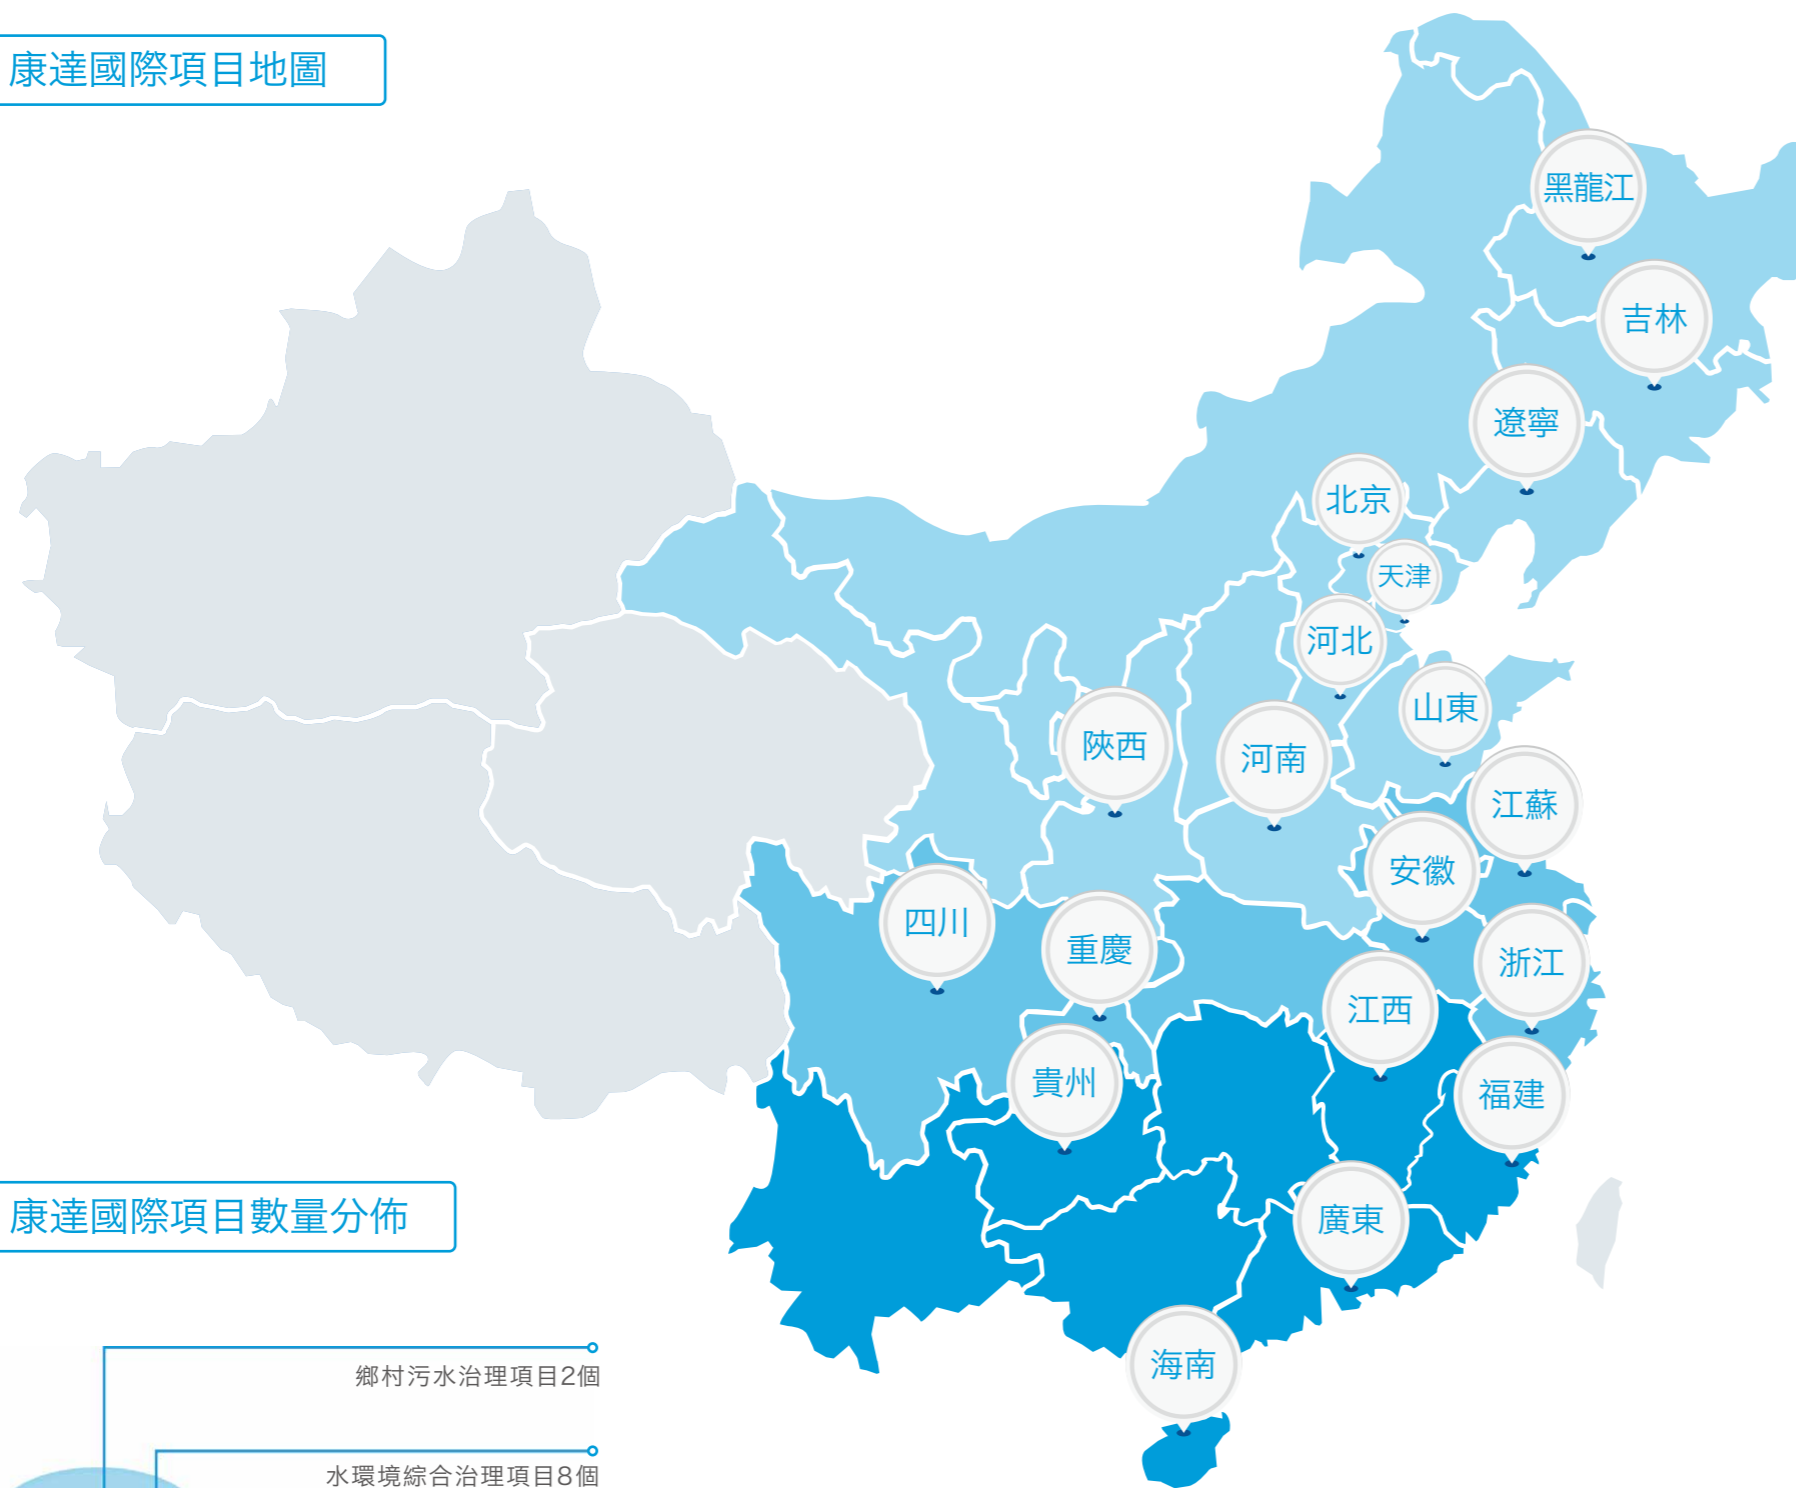 康達國際項目地圖
黑龍江
吉林
遼寧
北京
天津
河北
山東
陝西
河南
江蘇
安徽
四川
重慶
浙江
江西
貴州
福建
廣東
海南
康達國際項目數量分佈
鄉村污水治理項目2個
水環境綜合治理項目8個